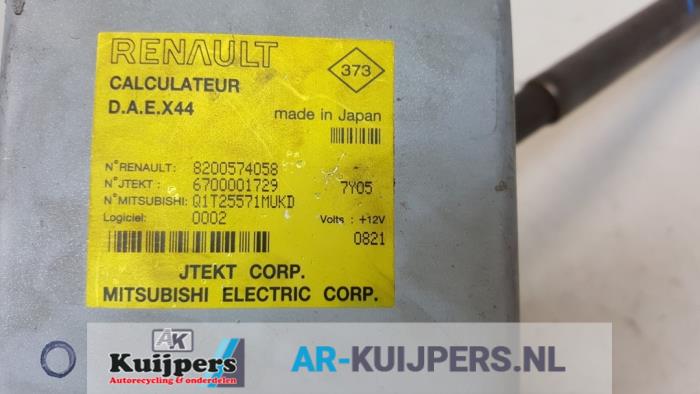 RENAULT
CALCULATEUR
D.A.E.X44
373
made in Japan
N°RENAULT: 8200574058
N°JTEKT : 6700001729 7Y05
N°MITSUBISHI: Q1T25571MUKD
Logiciel: 0002 Volts : +12V
0821
JTEKT CORP.
MITSUBISHI ELECTRIC CORP.
AK
Kuijpers
Autorecycling & onderdelen
AR-KUIJPERS.NL